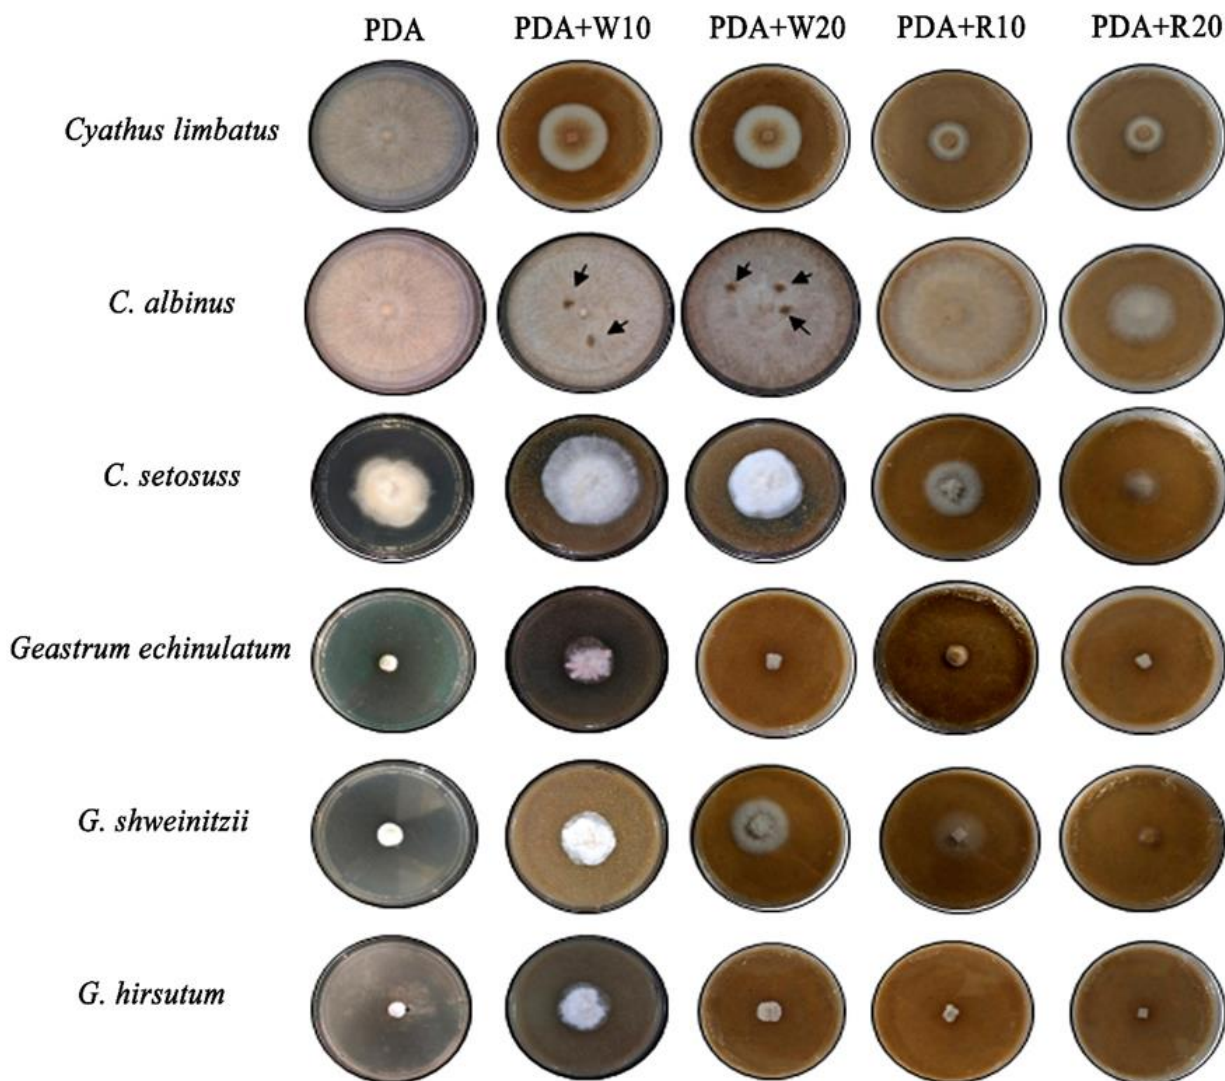 PDA PDA+W10 PDA+W20 PDA+R10 PDA+R20
Cyathus limbatus
C. albinus
C. setosuss
Geastrum echinulatum
G. shweinitzii
G. hirsutum